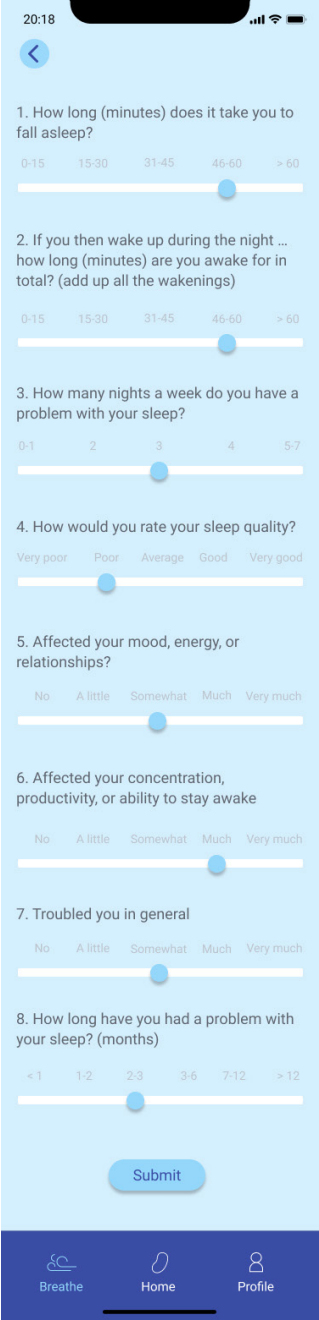 20:18
1. How long (minutes) does it take you to
fall asleep?
0-15 15-30 31-45 46-60 > 60
2. If you then wake up during the night ...
how long (minutes) are you awake for in
total? (add up all the wakenings)
0-15 15-30 31-45 46-60 > 60
3. How many nights a week do you have a
problem with your sleep?
0-1 2 3 4 5-7
4. How would you rate your sleep quality?
Very poor Poor Average Good Very good
5. Affected your mood, energy, or
relationships?
No A little Somewhat Much Very much
6. Affected your concentration,
productivity, or ability to stay awake
No A little Somewhat Much Very much
7. Troubled you in general
No A little Somewhat Much Very much
8. How long have you had a problem with
your sleep? (months)
< 1 1-2 2-3 3-6 7-12 > 12
Submit
Breathe Home Profile